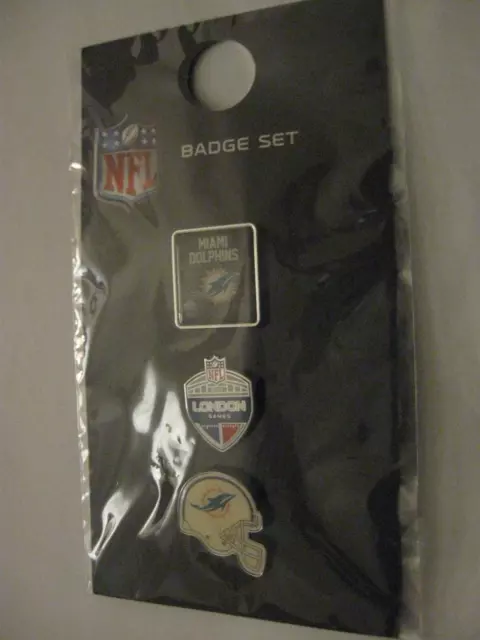 NFL
BADGE SET
MIAMI
DOLPHINS
NFL
LONDON
GAMES